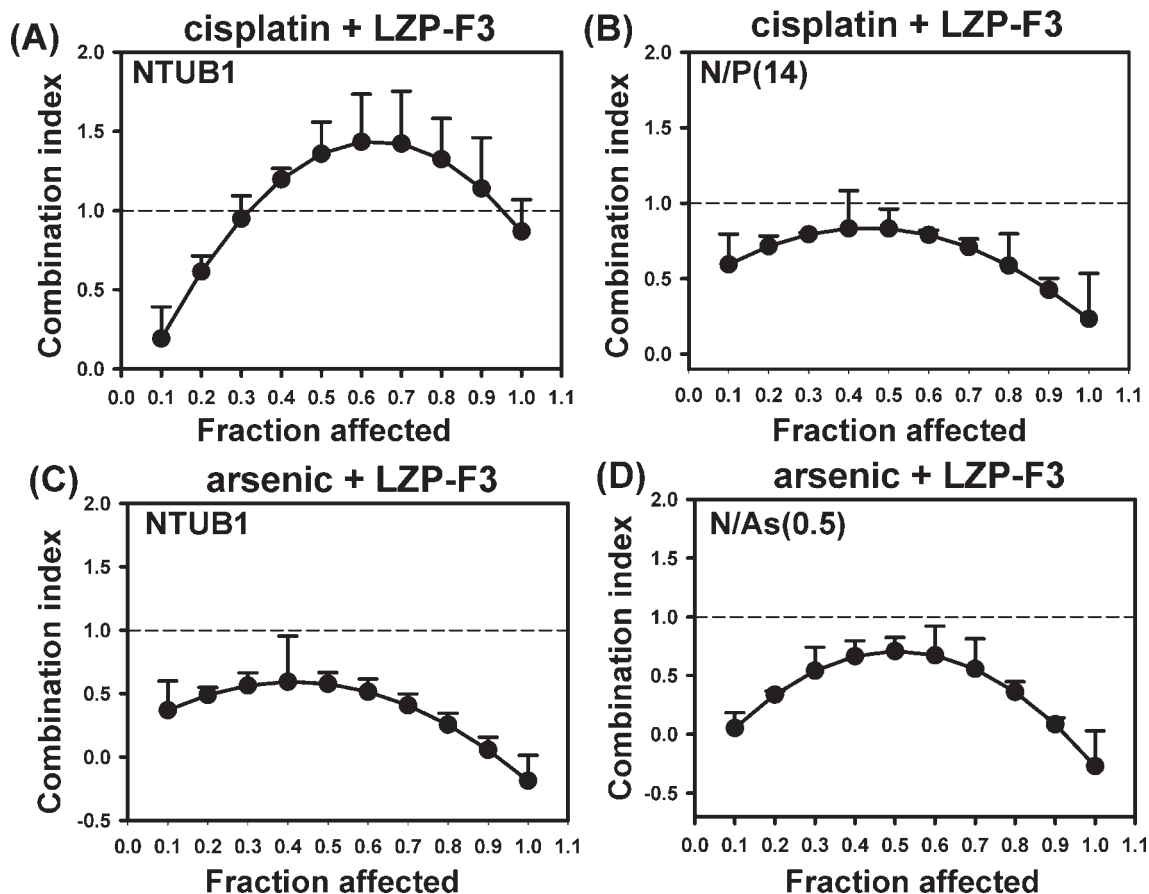 (A) cisplatin + LZP-F3
NTUB1
Combination index
2.0
1.5
1.0
0.5
0.0
0.0 0.1 0.2 0.3 0.4 0.5 0.6 0.7 0.8 0.9 1.0 1.1
Fraction affected
(B) cisplatin + LZP-F3
N/P(14)
Combination index
2.0
1.5
1.0
0.5
0.0
0.0 0.1 0.2 0.3 0.4 0.5 0.6 0.7 0.8 0.9 1.0 1.1
Fraction affected
(C) arsenic + LZP-F3
NTUB1
Combination index
2.0
1.5
1.0
0.5
0.0
-0.5
0.0 0.1 0.2 0.3 0.4 0.5 0.6 0.7 0.8 0.9 1.0 1.1
Fraction affected
(D) arsenic + LZP-F3
N/As(0.5)
Combination index
2.0
1.5
1.0
0.5
0.0
-0.5
0.0 0.1 0.2 0.3 0.4 0.5 0.6 0.7 0.8 0.9 1.0 1.1
Fraction affected